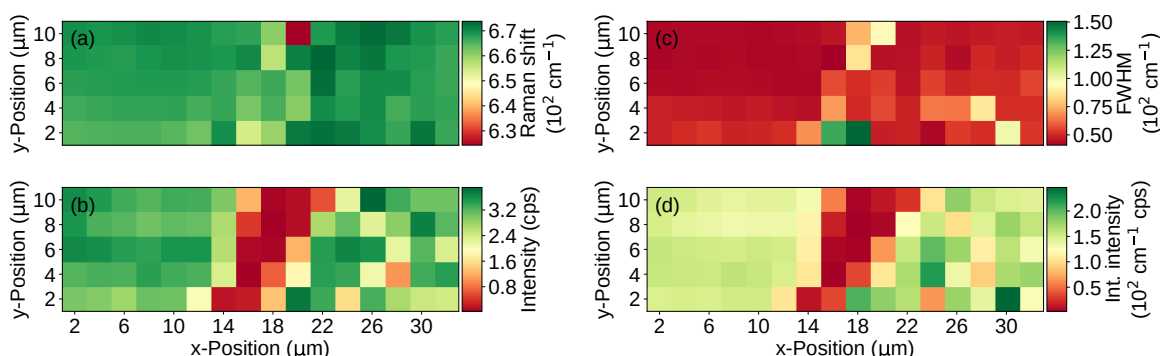 (a)
10
8
6
4
2
y-Position (µm)
6.7
6.6
6.5
6.4
6.3
Raman shift
(10² cm⁻¹)
(c)
1.50
1.25
1.00
0.75
0.50
FWHM
(10² cm⁻¹)
y-Position (µm)
(b)
10
8
6
4
2
y-Position (µm)
2 6 10 14 18 22 26 30
x-Position (µm)
3.2
2.4
1.6
0.8
Intensity (cps)
(d)
10
8
6
4
2
y-Position (µm)
2 6 10 14 18 22 26 30
x-Position (µm)
2.0
1.5
1.0
0.5
Int. intensity
(10² cm⁻¹ cps)